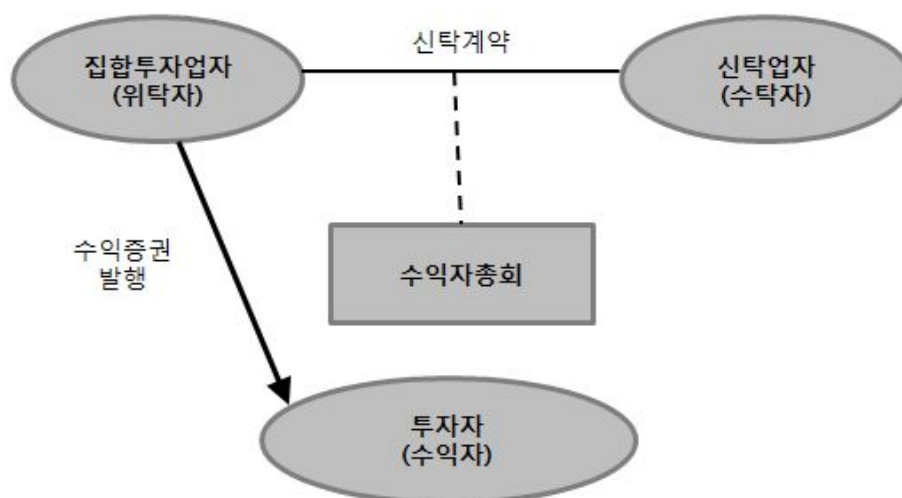 신탁계약
집합투자업자
(위탁자)
신탁업자
(수탁자)
수익증권
발행
수익자총회
투자자
(수익자)